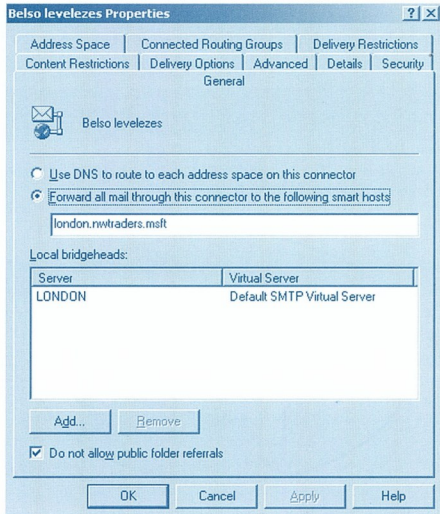 Belso levelezes Properties
Address Space Connected Routing Groups Delivery Restrictions
Content Restrictions Delivery Options Advanced Details Security
General
Belso levelezes
Use DNS to route to each address space on this connector
Forward all mail through this connector to the following smart hosts
london.nwtraders.msft
Local bridgeheads:
Server Virtual Server
LONDON Default SMTP Virtual Server
Add... Remove
Do not allow public folder referrals
OK Cancel Apply Help